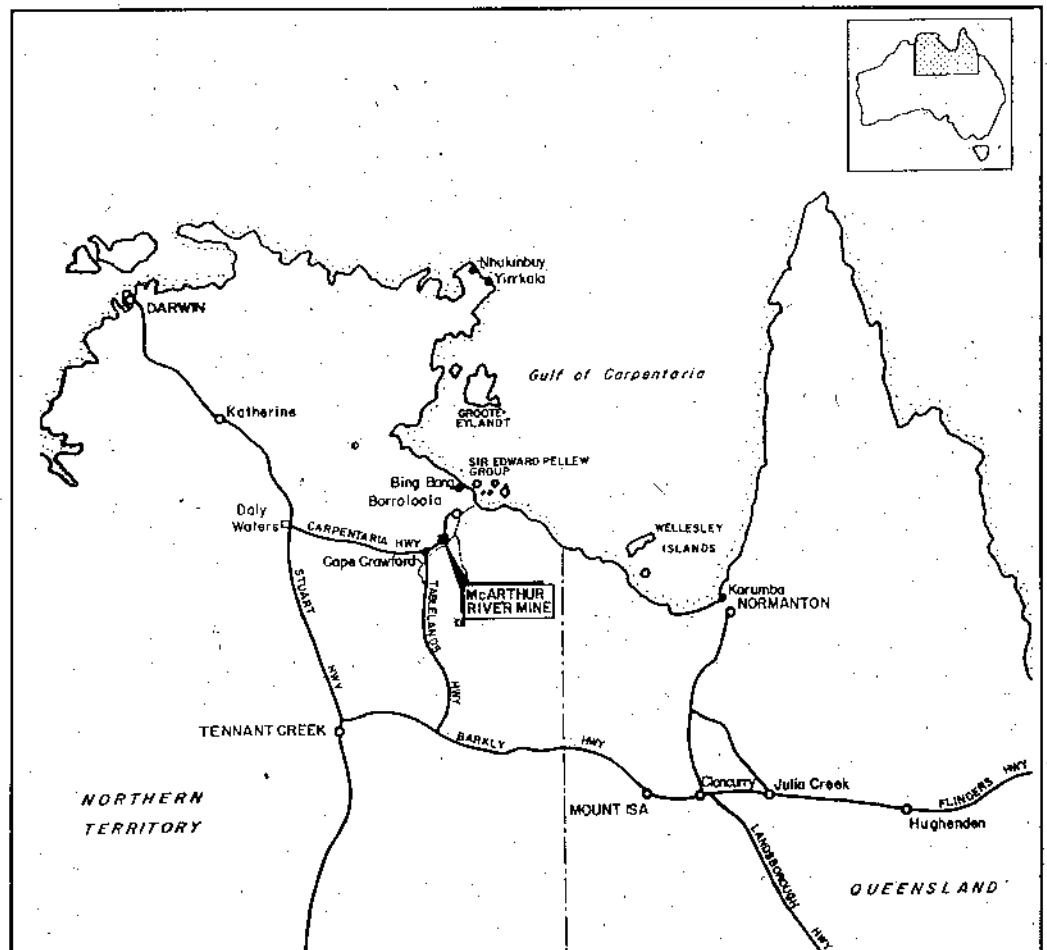 Nhulunbuy
Yirrkala
DARWIN
Gulf of Carpentaria
GROOTE
EYLANDT
Katherine
SIR EDWARD PELLEW
GROUP
Bing Bong
Borroloola
Daly
Waters
CARPENTARIA HWY
WELLESLEY
ISLANDS
Cape Crawford
McARTHUR
RIVER MINE
Karumba
NORMANTON
STUART
HWY
TABLELANDS
HWY
TENNANT CREEK
BARKLY
HWY
NORTHERN
TERRITORY
MOUNT ISA
Cloncurry
Julia Creek
FLINDERS
HWY
Hughenden
LANDSBOROUGH
HWY
QUEENSLAND